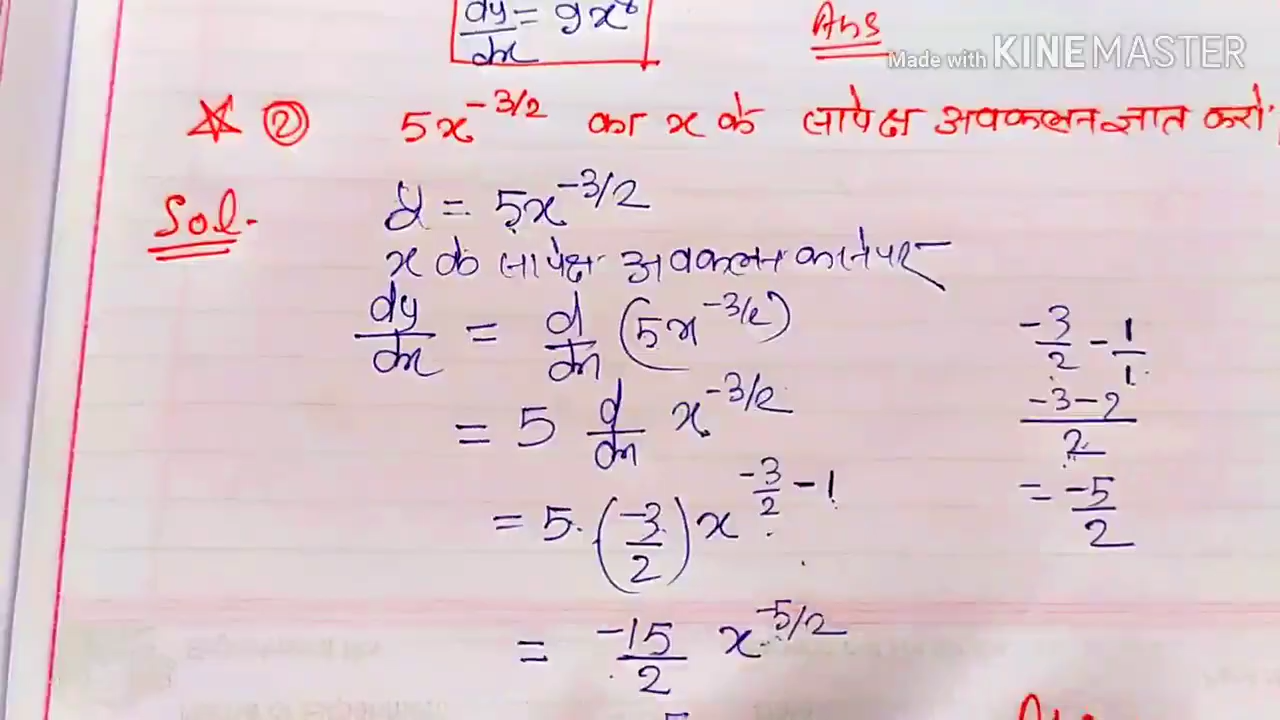 dy/dx = 9x⁸
Ans
Made with KINEMASTER
② 5x^{-3/2} का x के सापेक्ष अवकलन ज्ञात करो
Sol.
y = 5x^{-3/2}
x के सापेक्ष अवकलन करने पर
dy/dx = d/dx (5x^{-3/2})
= 5 d/dx x^{-3/2}
= 5. (-3/2) x^{-3/2 - 1}
= -15/2 x^{-5/2}
-3/2 - 1/1
-3-2/2
= -5/2